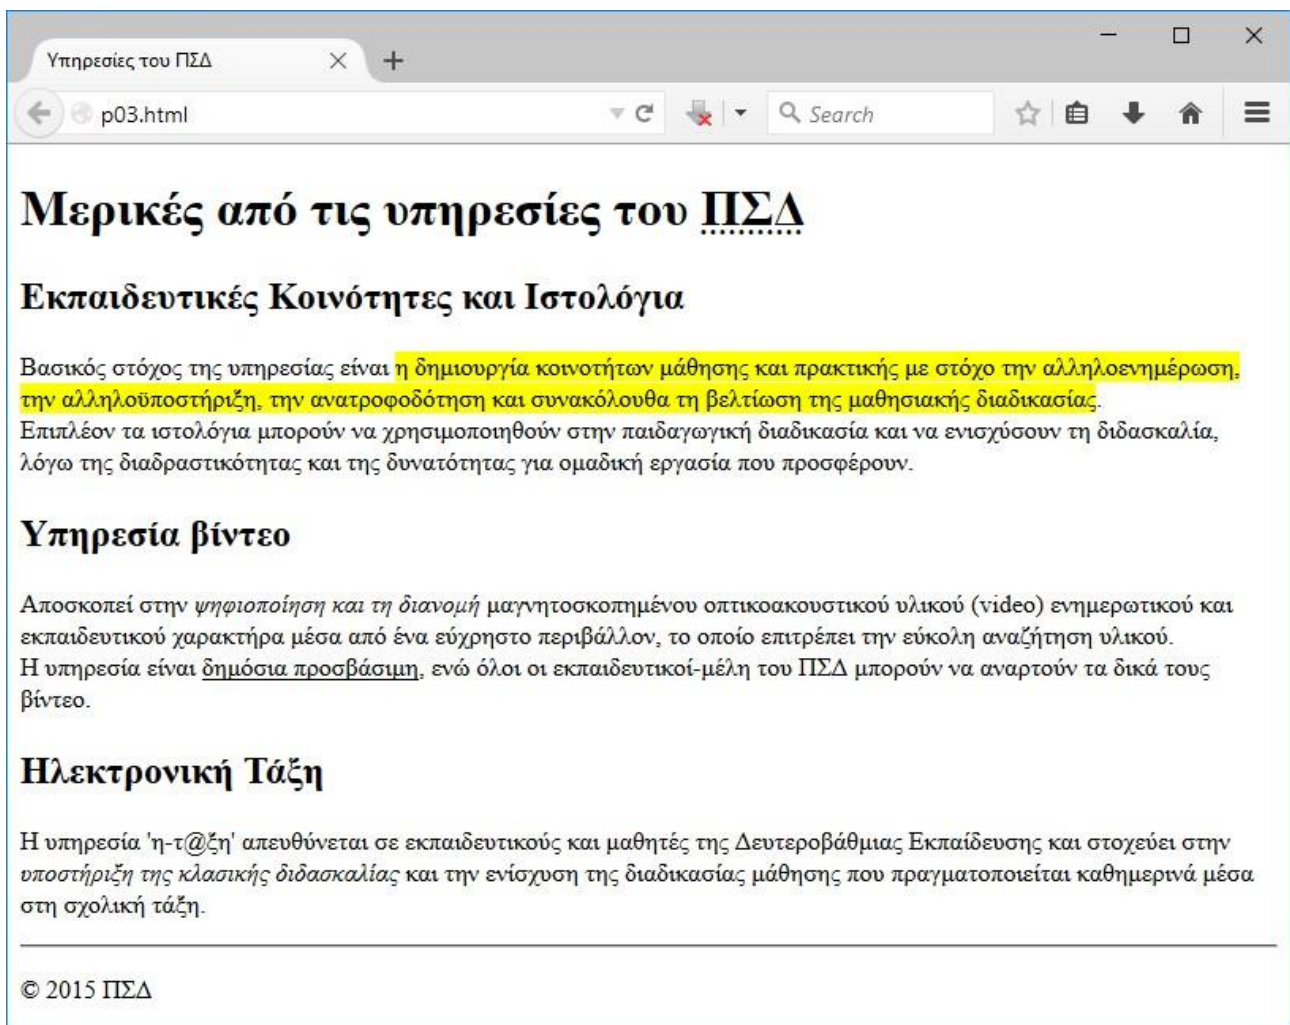 Υπηρεσίες του ΠΣΔ
p03.html
Search
Μερικές από τις υπηρεσίες του ΠΣΔ
Εκπαιδευτικές Κοινότητες και Ιστολόγια
Βασικός στόχος της υπηρεσίας είναι η δημιουργία κοινοτήτων μάθησης και πρακτικής με στόχο την αλληλοενημέρωση,
την αλληλοϋποστήριξη, την ανατροφοδότηση και συνακόλουθα τη βελτίωση της μαθησιακής διαδικασίας.
Επιπλέον τα ιστολόγια μπορούν να χρησιμοποιηθούν στην παιδαγωγική διαδικασία και να ενισχύσουν τη διδασκαλία,
λόγω της διαδραστικότητας και της δυνατότητας για ομαδική εργασία που προσφέρουν.
Υπηρεσία βίντεο
Αποσκοπεί στην ψηφιοποίηση και τη διανομή μαγνητοσκοπημένου οπτικοακουστικού υλικού (video) ενημερωτικού και
εκπαιδευτικού χαρακτήρα μέσα από ένα εύχρηστο περιβάλλον, το οποίο επιτρέπει την εύκολη αναζήτηση υλικού.
Η υπηρεσία είναι δημόσια προσβάσιμη, ενώ όλοι οι εκπαιδευτικοί-μέλη του ΠΣΔ μπορούν να αναρτούν τα δικά τους
βίντεο.
Ηλεκτρονική Τάξη
Η υπηρεσία 'η-τ@ξη' απευθύνεται σε εκπαιδευτικούς και μαθητές της Δευτεροβάθμιας Εκπαίδευσης και στοχεύει στην
υποστήριξη της κλασικής διδασκαλίας και την ενίσχυση της διαδικασίας μάθησης που πραγματοποιείται καθημερινά μέσα
στη σχολική τάξη.
© 2015 ΠΣΔ